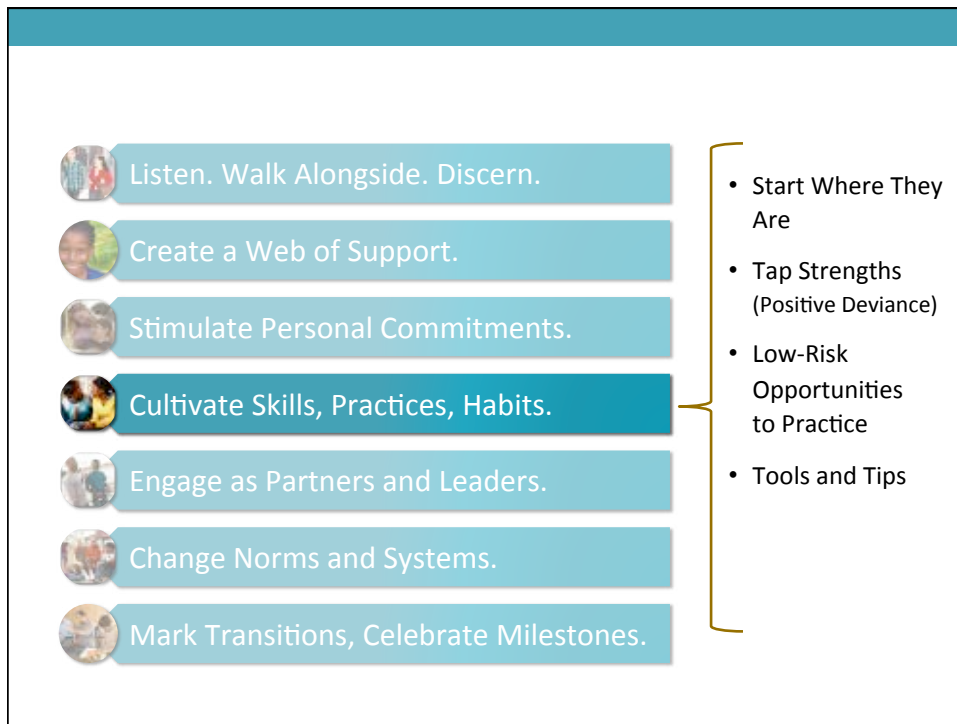 Listen. Walk Alongside. Discern.
Create a Web of Support.
Stimulate Personal Commitments.
Cultivate Skills, Practices, Habits.
Engage as Partners and Leaders.
Change Norms and Systems.
Mark Transitions, Celebrate Milestones.
• Start Where They
Are
• Tap Strengths
(Positive Deviance)
• Low-Risk
Opportunities
to Practice
• Tools and Tips